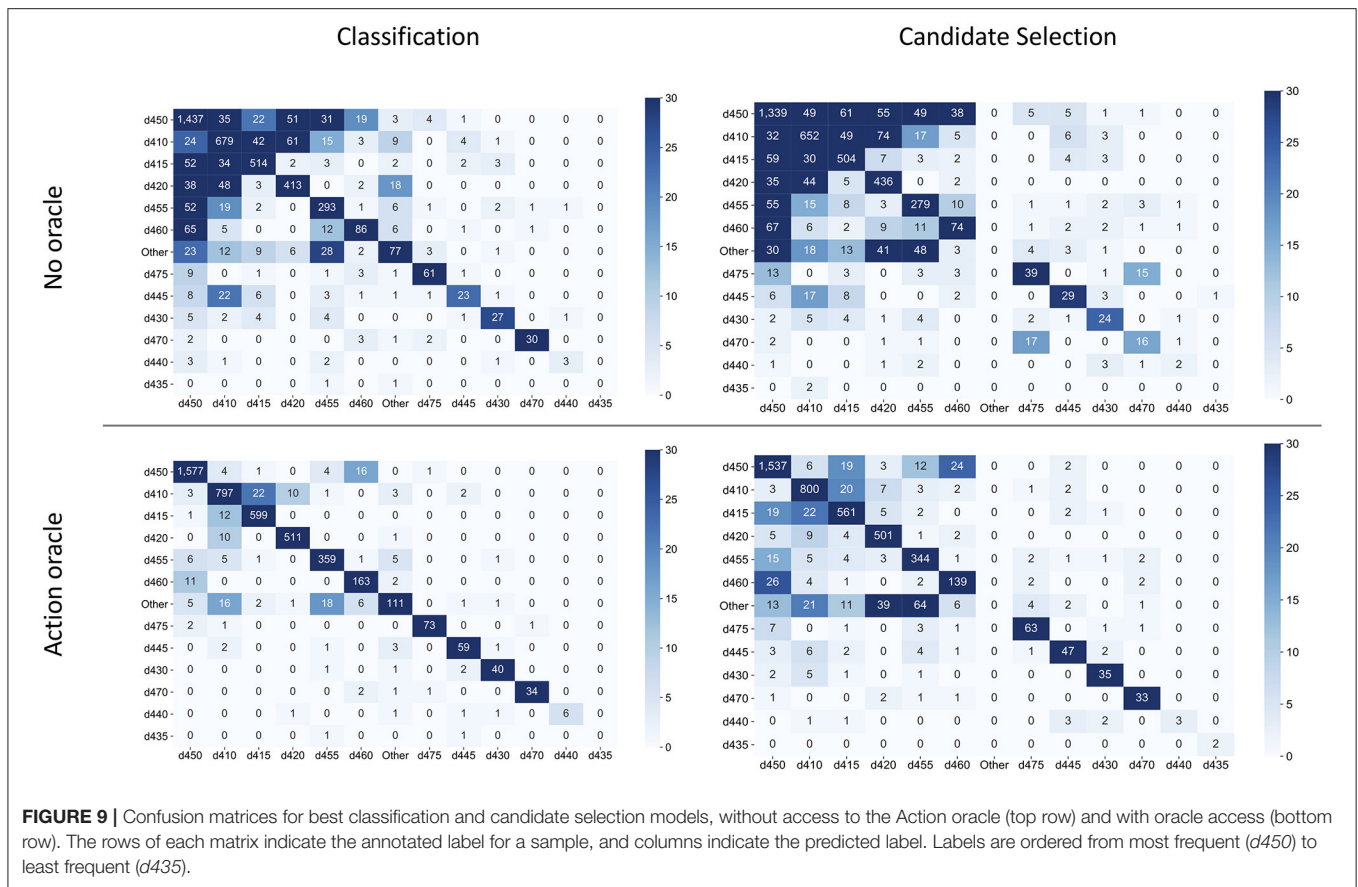 Classification
Candidate Selection
No oracle
d450 1,437 35 22 51 31 19 3 4 1 0 0 0 0
d410 24 679 42 61 15 3 9 0 4 1 0 0 0
d415 52 34 514 2 3 0 2 0 2 3 0 0 0
d420 38 48 3 413 0 2 18 0 0 0 0 0 0
d455 52 19 2 0 293 1 6 1 0 2 1 1 0
d460 65 5 0 0 12 86 6 0 1 0 1 0 0
Other 23 12 9 6 28 2 77 3 0 1 0 0 0
d475 9 0 1 0 1 3 1 61 0 0 0 0 0
d445 8 22 6 0 3 1 1 1 23 1 0 0 0
d430 5 2 4 0 4 0 0 0 1 27 0 1 0
d470 2 0 0 0 0 3 1 2 0 0 30 0 0
d440 3 1 0 0 2 0 0 0 0 1 0 3 0
d435 0 0 0 0 1 0 1 0 0 0 0 0 0
d450 d410 d415 d420 d455 d460 Other d475 d445 d430 d470 d440 d435
30
25
20
15
10
5
0
d450 1,339 49 61 55 49 38 0 5 5 1 1 0 0
d410 32 652 49 74 17 5 0 0 6 3 0 0 0
d415 59 30 504 7 3 2 0 0 4 3 0 0 0
d420 35 44 5 436 0 2 0 0 0 0 0 0 0
d455 55 15 8 3 279 10 0 1 1 2 3 1 0
d460 67 6 2 9 11 74 0 1 2 2 1 1 0
Other 30 18 13 41 48 3 0 4 3 1 0 0 0
d475 13 0 3 0 3 3 0 39 0 1 15 0 0
d445 6 17 8 0 0 2 0 0 29 3 0 0 1
d430 2 5 4 1 4 0 0 2 1 24 0 0 0
d470 2 0 0 1 1 0 0 17 0 0 16 0 0
d440 1 0 0 1 2 0 0 0 0 3 1 2 0
d435 0 2 0 0 0 0 0 0 0 0 0 0 0
d450 d410 d415 d420 d455 d460 Other d475 d445 d430 d470 d440 d435
30
25
20
15
10
5
0
Action oracle
d450 1,577 4 1 0 4 16 0 1 0 0 0 0 0
d410 3 797 22 10 1 0 3 0 2 0 0 0 0
d415 1 12 599 0 0 0 0 0 0 0 0 0 0
d420 0 10 0 511 0 0 1 0 0 0 0 0 0
d455 6 5 1 0 359 1 5 0 0 1 0 0 0
d460 11 0 0 0 0 163 2 0 0 0 0 0 0
Other 5 16 2 1 18 6 111 0 1 1 0 0 0
d475 2 1 0 0 0 0 0 73 0 0 1 0 0
d445 0 2 0 0 1 0 3 0 59 0 0 0 0
d430 0 0 0 0 1 0 1 0 2 40 0 0 0
d470 0 0 0 0 0 2 1 1 0 0 34 0 0
d440 0 0 0 1 0 0 1 0 1 1 0 6 0
d435 0 0 0 0 1 0 0 0 1 0 0 0 0
d450 d410 d415 d420 d455 d460 Other d475 d445 d430 d470 d440 d435
30
25
20
15
10
5
0
d450 1,537 6 19 3 12 24 0 0 2 0 0 0 0
d410 3 800 20 7 3 2 0 1 2 0 0 0 0
d415 19 22 561 5 2 0 0 0 2 1 0 0 0
d420 5 9 4 501 1 2 0 0 0 0 0 0 0
d455 15 5 4 3 344 1 0 2 1 1 2 0 0
d460 26 4 1 0 2 139 0 2 0 0 2 0 0
Other 13 21 11 39 64 6 0 4 2 0 1 0 0
d475 7 0 1 0 3 1 0 63 0 1 1 0 0
d445 3 6 2 0 4 1 0 1 47 2 0 0 0
d430 2 5 1 0 1 0 0 0 0 35 0 0 0
d470 1 0 0 2 1 1 0 0 0 0 33 0 0
d440 0 1 1 0 0 0 0 0 3 2 0 3 0
d435 0 0 0 0 0 0 0 0 0 0 0 0 2
d450 d410 d415 d420 d455 d460 Other d475 d445 d430 d470 d440 d435
30
25
20
15
10
5
0
FIGURE 9 | Confusion matrices for best classification and candidate selection models, without access to the Action oracle (top row) and with oracle access (bottom
row). The rows of each matrix indicate the annotated label for a sample, and columns indicate the predicted label. Labels are ordered from most frequent (d450) to
least frequent (d435).